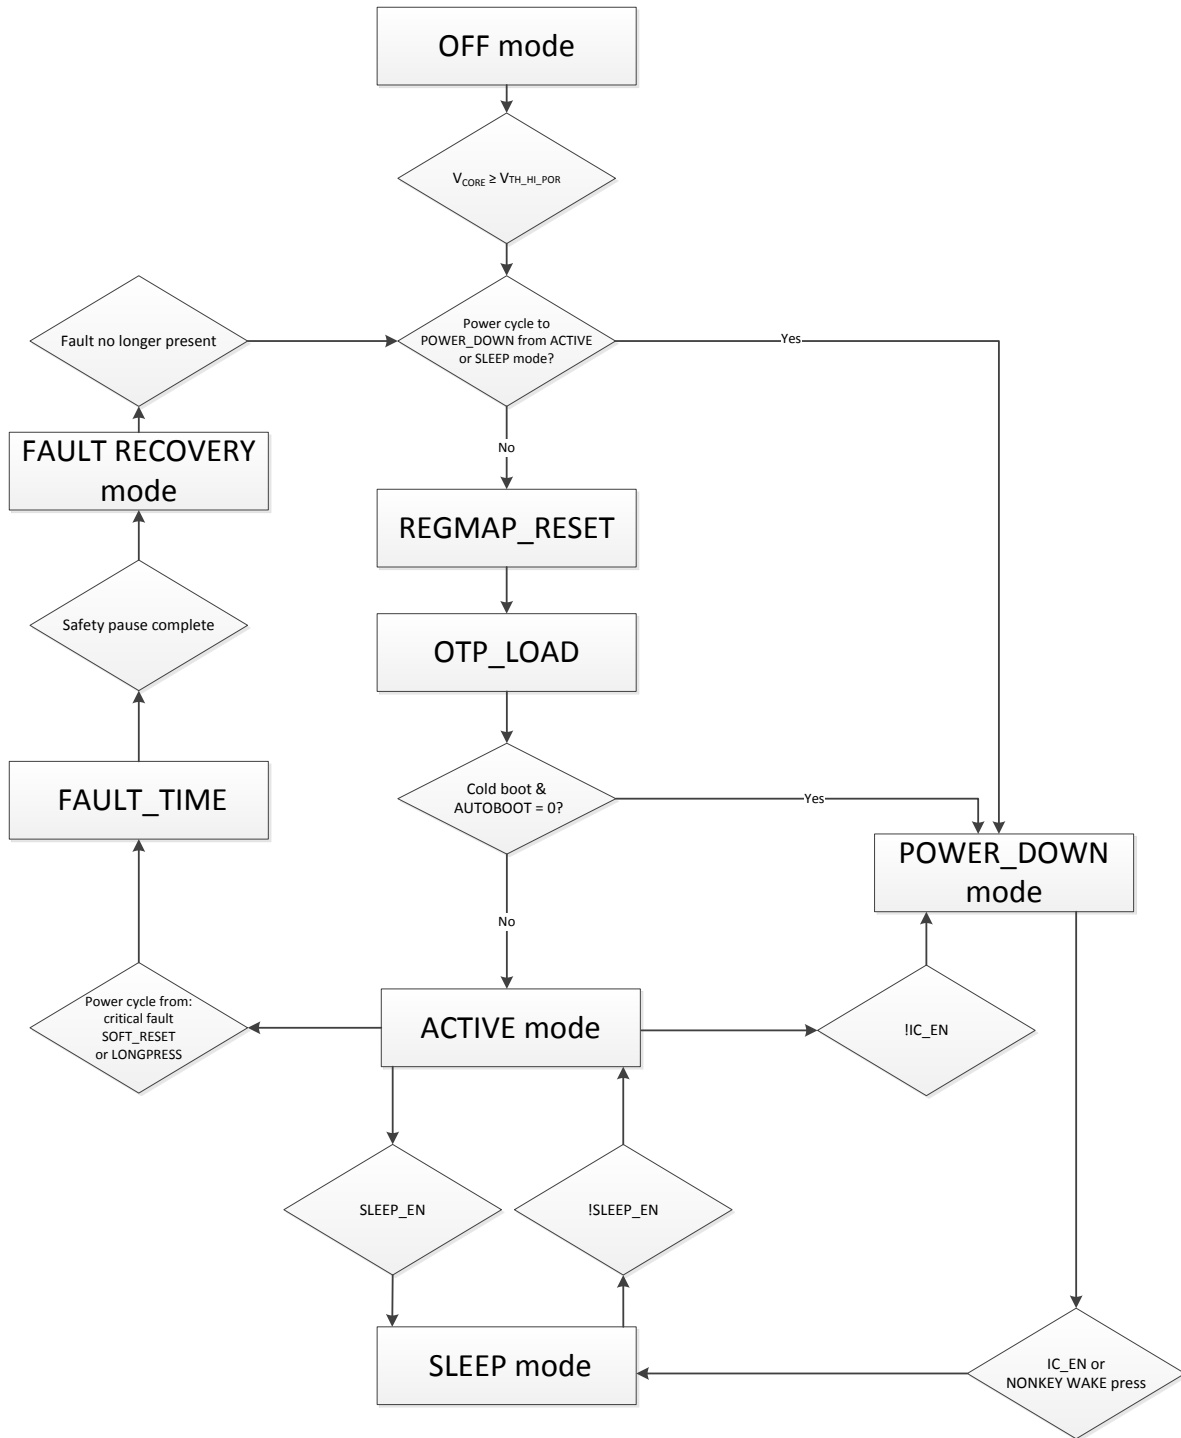 OFF mode
VCORE ≥ VTH_HI_POR
Fault no longer present
Power cycle to
POWER_DOWN from ACTIVE
or SLEEP mode?
Yes
No
FAULT RECOVERY
mode
REGMAP_RESET
Safety pause complete
OTP_LOAD
FAULT_TIME
Cold boot &
AUTOBOOT = 0?
Yes
No
POWER_DOWN
mode
Power cycle from:
critical fault
SOFT_RESET
or LONGPRESS
ACTIVE mode
!IC_EN
SLEEP_EN
!SLEEP_EN
SLEEP mode
IC_EN or
NONKEY WAKE press